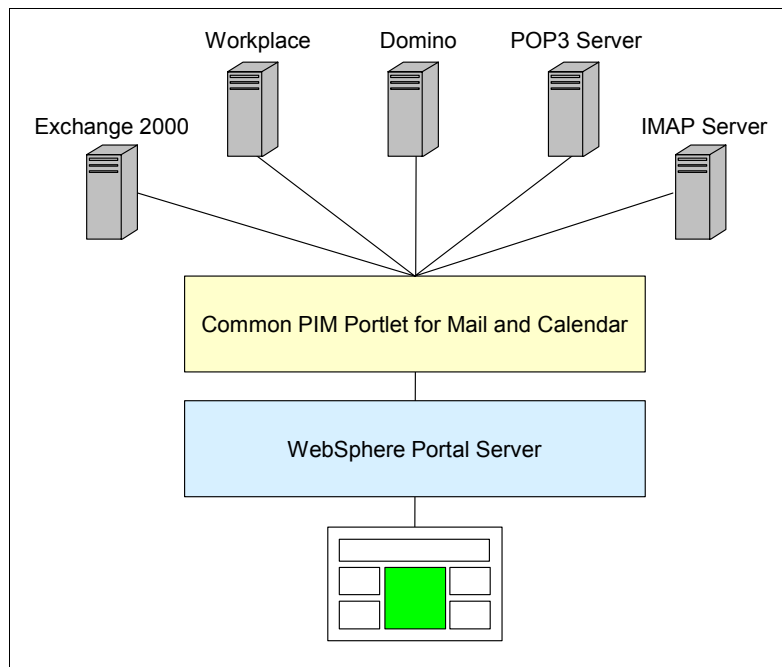 Workplace
Domino
POP3 Server
Exchange 2000
IMAP Server
Common PIM Portlet for Mail and Calendar
WebSphere Portal Server